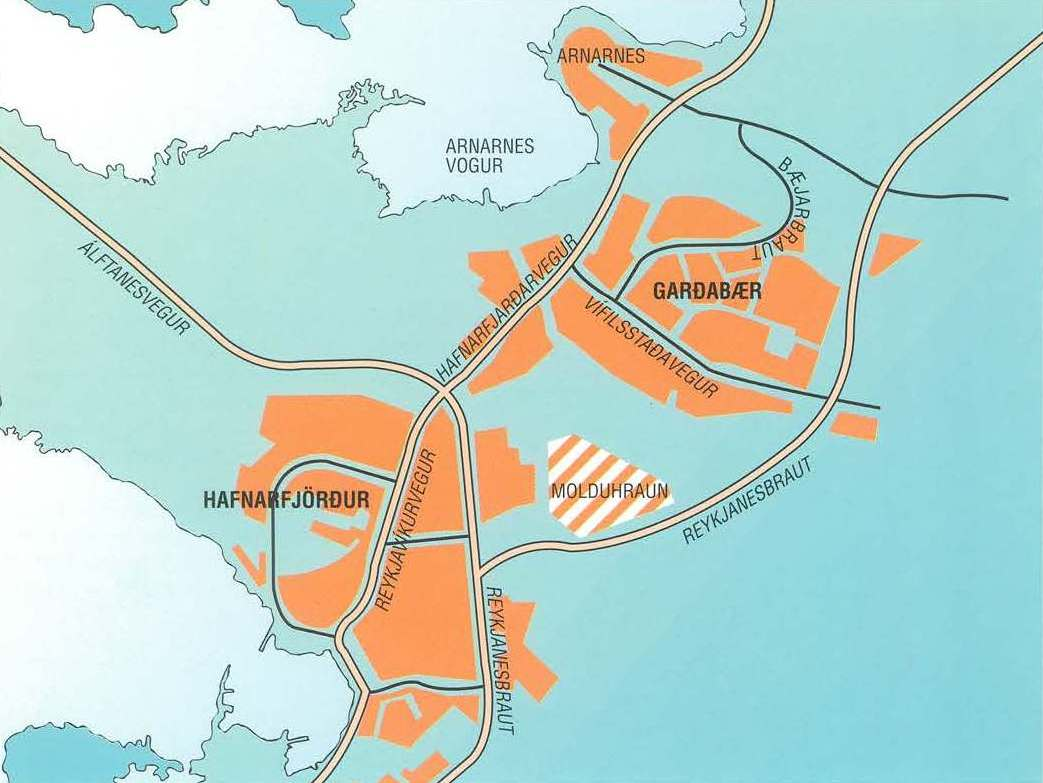 ARNARNES
ARNARNES
VOGUR
BÆJARBRAUT
ÁLFTANESVEGUR
HAFNARFJARÐARVEGUR
GARÐABÆR
VÍFILSSTAÐAVEGUR
HAFNARFJÖRÐUR
REYKJAVÍKURVEGUR
MOLDUHRAUN
REYKJANESBRAUT
REYKJANESBRAUT